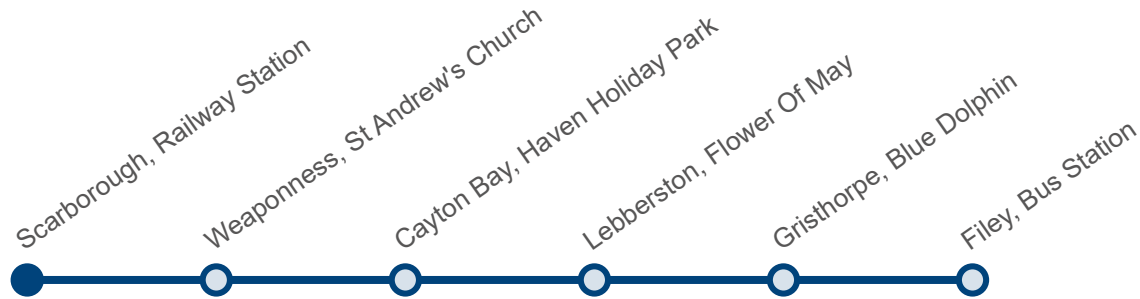 Scarborough, Railway Station
Weaponness, St Andrew's Church
Cayton Bay, Haven Holiday Park
Lebberston, Flower Of May
Gristhorpe, Blue Dolphin
Filey, Bus Station